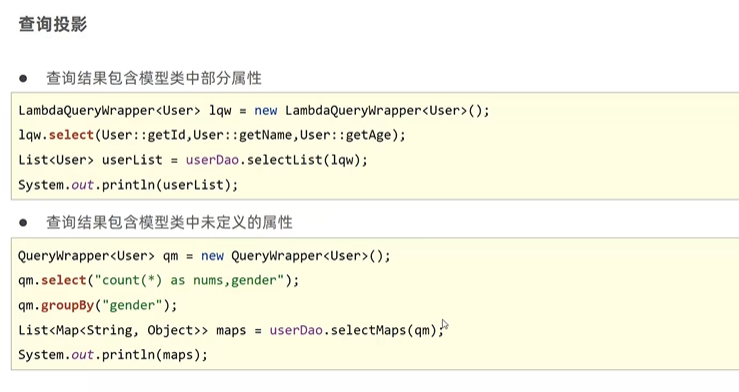 查询投影
● 查询结果包含模型类中部分属性
LambdaQueryWrapper<User> lqw = new LambdaQueryWrapper<User>();
lqw.select(User::getId,User::getName,User::getAge);
List<User> userList = userDao.selectList(lqw);
System.out.println(userList);
● 查询结果包含模型类中未定义的属性
QueryWrapper<User> qm = new QueryWrapper<User>();
qm.select("count(*) as nums,gender");
qm.groupBy("gender");
List<Map<String, Object>> maps = userDao.selectMaps(qm);
System.out.println(maps);